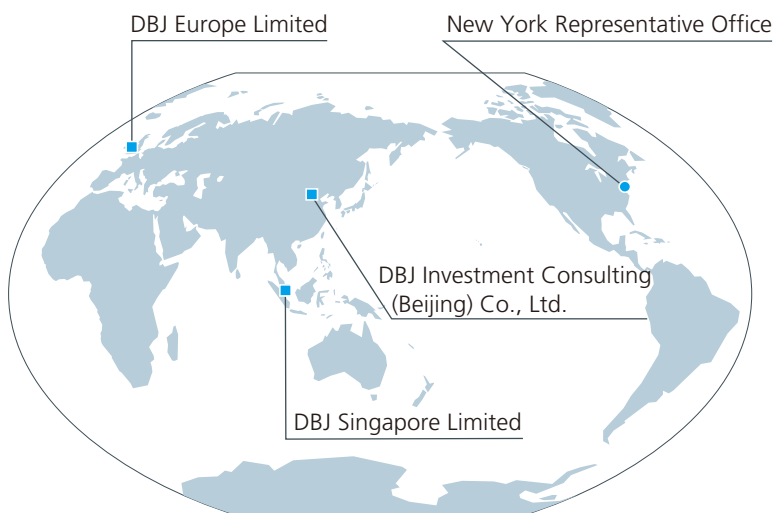 DBJ Europe Limited
New York Representative Office
DBJ Investment Consulting
(Beijing) Co., Ltd.
DBJ Singapore Limited